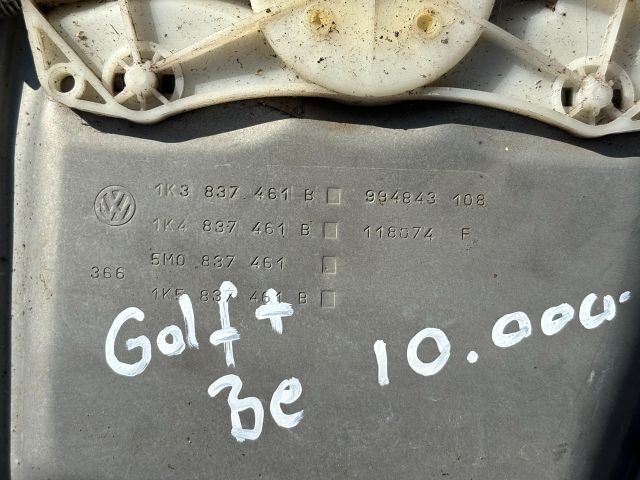 1K3 837 461 B 994843 108
1K4 837 461 B 118074 F
5M0 837 461
366
1K5 837 461 B
Golf +
Be 10.000.-